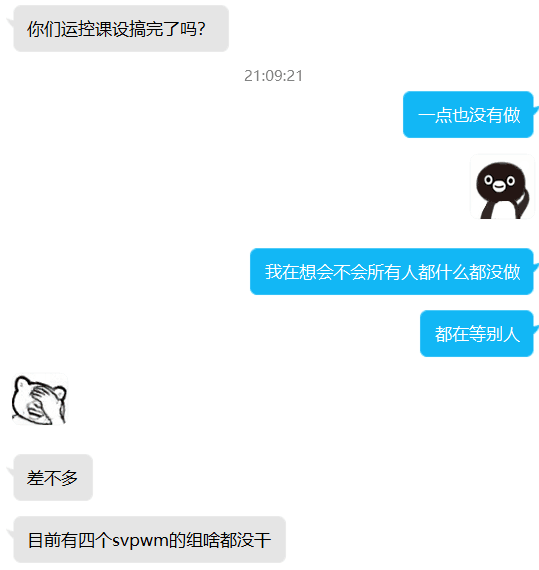 你们运控课设搞完了吗？
21:09:21
一点也没有做
我在想会不会所有人都什么都没做
都在等别人
差不多
目前有四个svpwm的组啥都没干